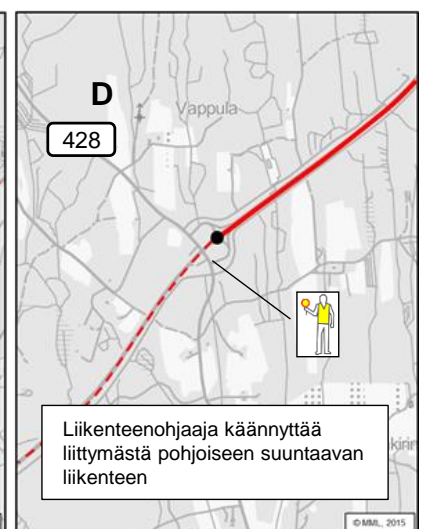 D
Vappula
428
Liikenteenohjaaja käännyttää
liittymästä pohjoiseen suuntaavan
liikenteen
© MML, 2015